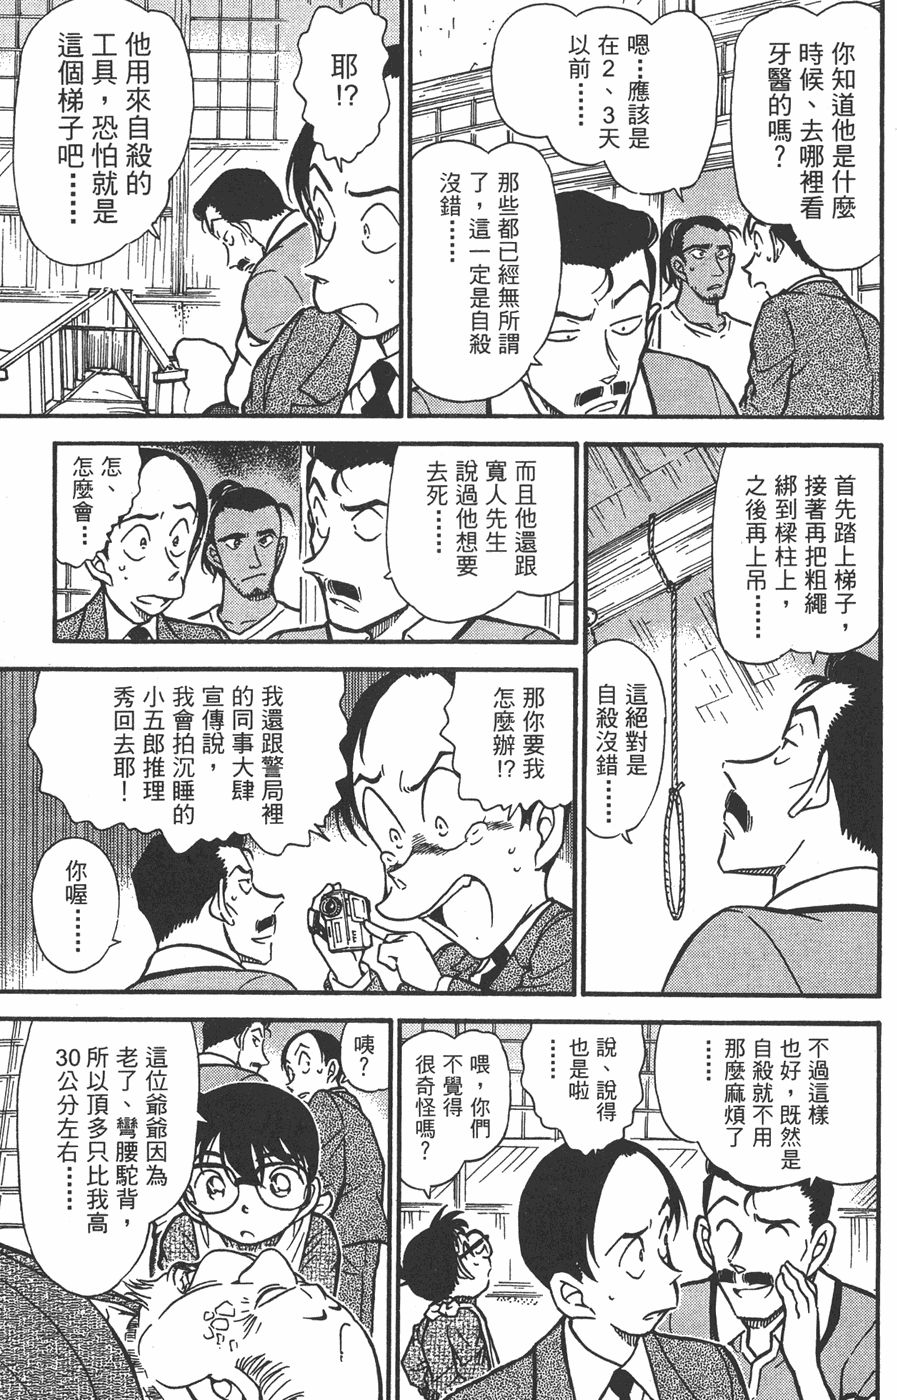 你知道他是什麼
時候、去哪裡看
牙醫的嗎?
嗯…應該是
在2、3天
以前……
那些都已經無所謂
了,這一定是自殺
沒錯……
耶!?
他用來自殺的
工具,恐怕就是
這個梯子吧……
首先踏上梯子,
接著再把粗繩
綁到樑柱上,
之後再上吊……
這絕對是
自殺沒錯……
而且他還跟
寬人先生
說過他想要
去死……
怎、
怎麼會…
那你要我
怎麼辦!?
我還跟警局裡
的同事大肆
宣傳說,
我會拍沉睡的
小五郎推理
秀回去耶!
你喔……
不過這樣
也好,既然是
自殺就不用
那麼麻煩了
……
說、說得
也是啦
……
喂,你們
不覺得
很奇怪嗎?
咦?
這位爺爺因為
老了、彎腰駝背,
所以頂多只比我高
30公分左右……